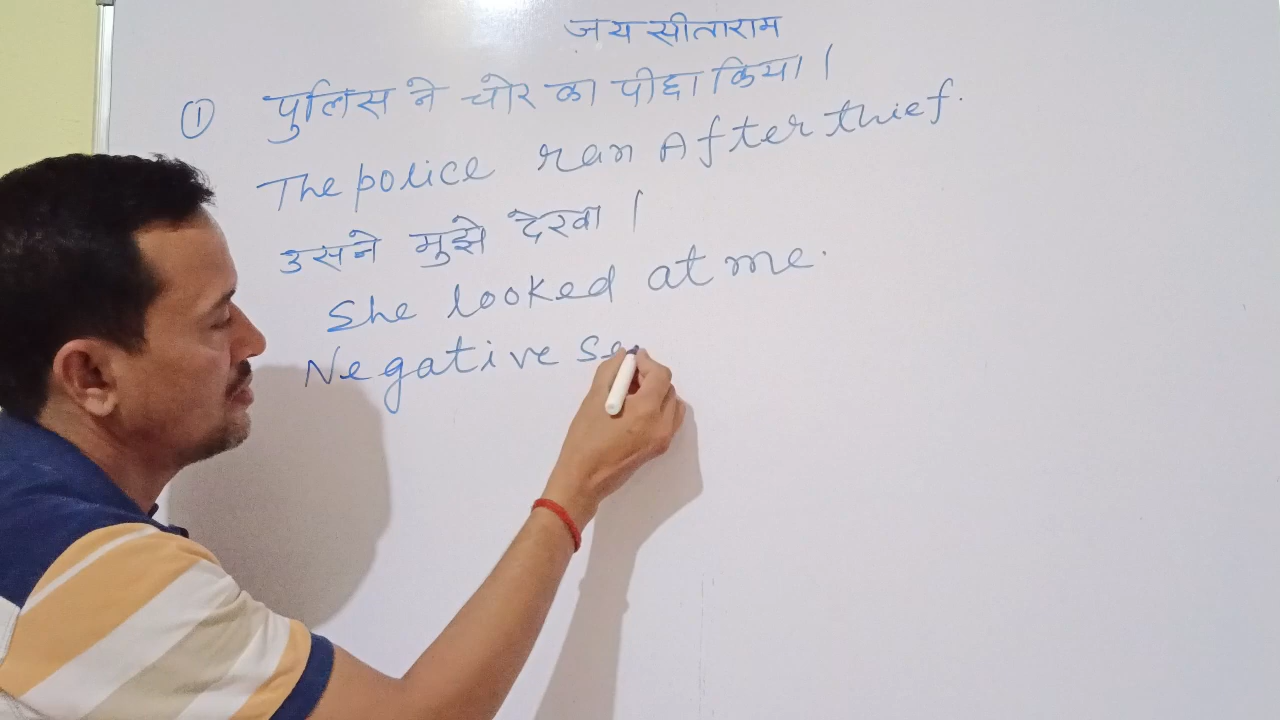 जय सीताराम
① पुलिस ने चोर का पीछा किया।
The police ran After thief.
उसने मुझे देखा।
She looked at me.
Negative se